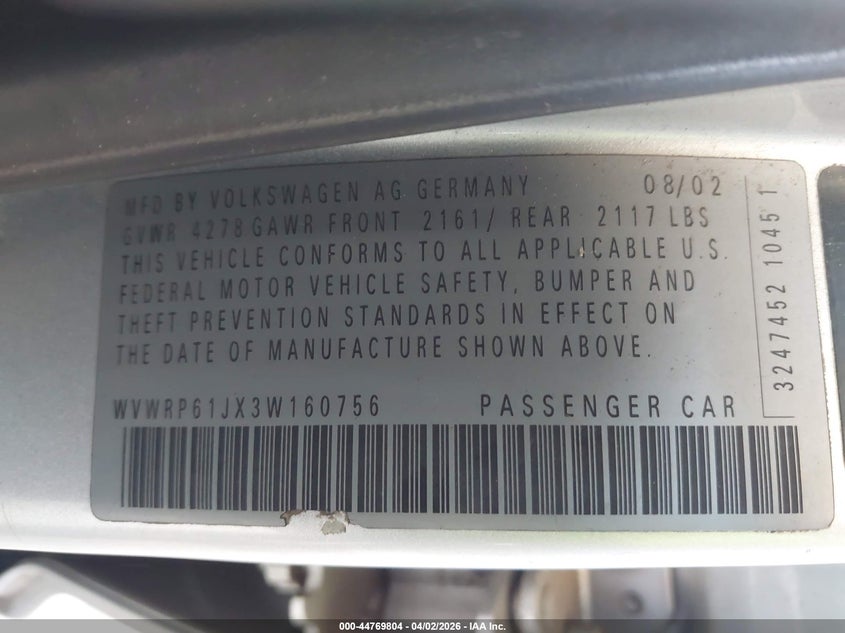 MFD BY VOLKSWAGEN AG GERMANY 08/02
GVWR 4278 GAWR FRONT 2161/ REAR 2117 LBS
THIS VEHICLE CONFORMS TO ALL APPLICABLE U.S.
FEDERAL MOTOR VEHICLE SAFETY, BUMPER AND
THEFT PREVENTION STANDARDS IN EFFECT ON
THE DATE OF MANUFACTURE SHOWN ABOVE.
WVWRP61JX3W160756 PASSENGER CAR
3247452 1045 1
000-44769804 | 04/02/2026 - IAA Inc.